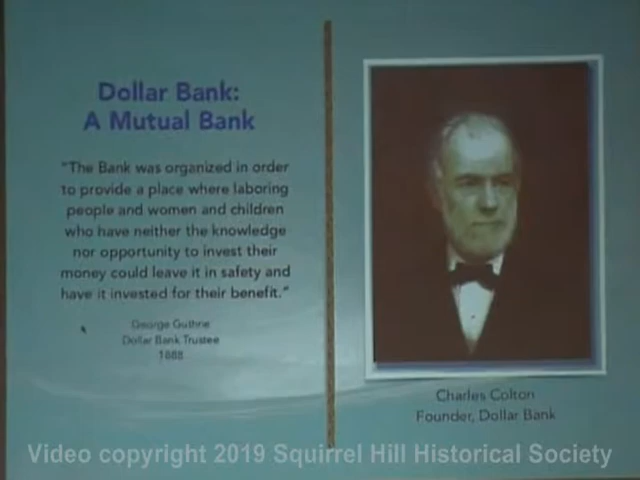 Dollar Bank:
A Mutual Bank
"The Bank was organized in order
to provide a place where laboring
people and women and children
who have neither the knowledge
nor opportunity to invest their
money could leave it in safety and
have it invested for their benefit."
George Guthrie
Dollar Bank Trustee
1888
Charles Colton
Founder, Dollar Bank
Video copyright 2019 Squirrel Hill Historical Society